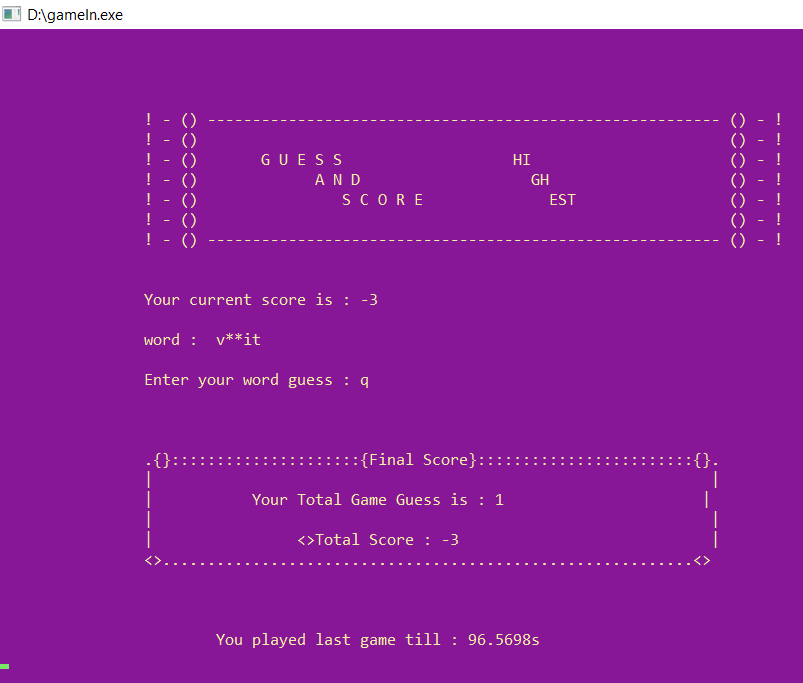 D:\gameIn.exe
! - () --------------------------------------------------------- () - !
! - () () - !
! - () G U E S S HI () - !
! - () A N D GH () - !
! - () S C O R E EST () - !
! - () () - !
! - () --------------------------------------------------------- () - !
Your current score is : -3
word : v**it
Enter your word guess : q
.{}:::::::::::::::::::::{Final Score}::::::::::::::::::::::::{}.
| |
| Your Total Game Guess is : 1 |
| |
| <>Total Score : -3 |
<>...........................................................<>
You played last game till : 96.5698s